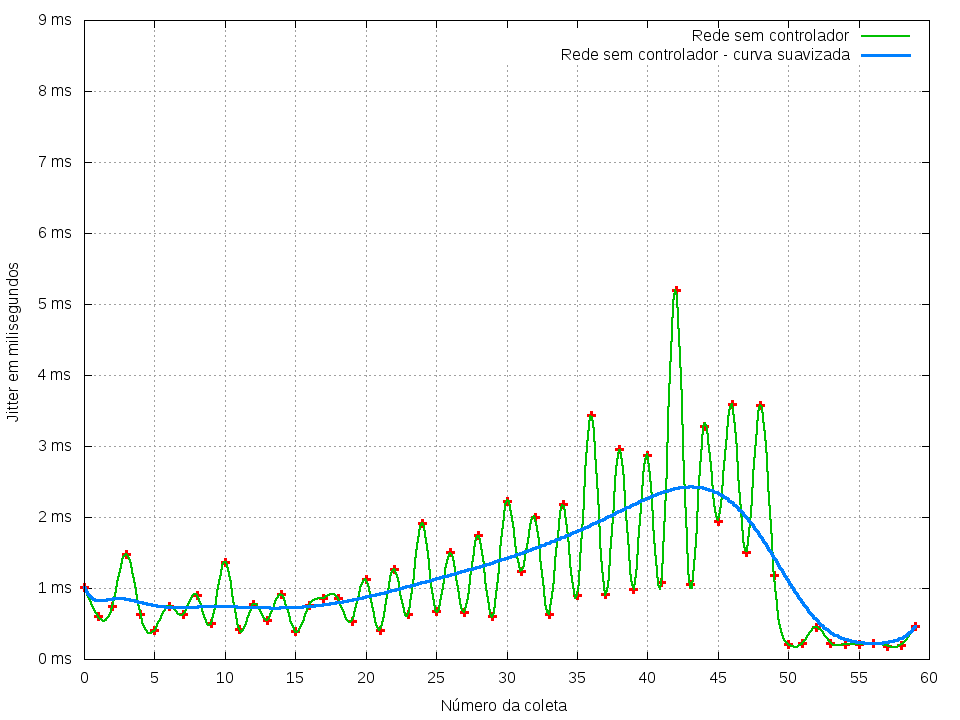 Rede sem controlador
Rede sem controlador - curva suavizada
Jitter em milisegundos
9 ms
8 ms
7 ms
6 ms
5 ms
4 ms
3 ms
2 ms
1 ms
0 ms
0 5 10 15 20 25 30 35 40 45 50 55 60
Número da coleta